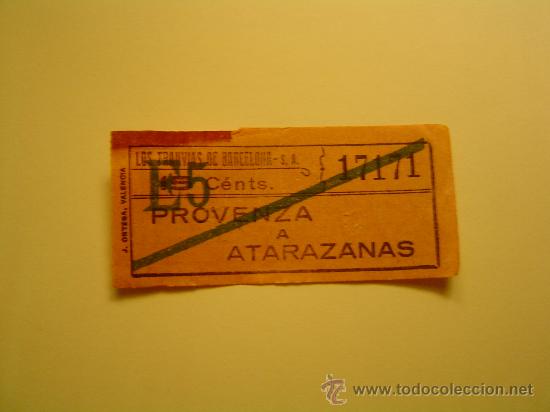 LOS TRANVIAS DE BARCELONA - S. A.
17171
E5
Cénts.
PROVENZA
A
ATARAZANAS
J. ORTEGA, VALENCIA
www.todocoleccion.net